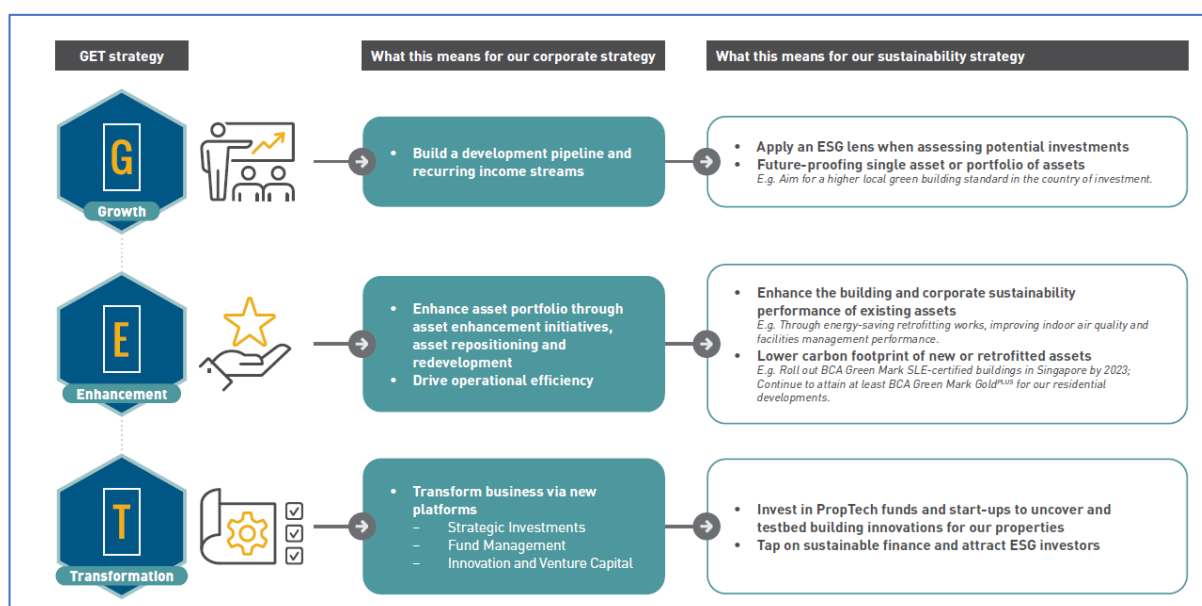 GET strategy
What this means for our corporate strategy
What this means for our sustainability strategy
G
Growth
• Build a development pipeline and
recurring income streams
• Apply an ESG lens when assessing potential investments
• Future-proofing single asset or portfolio of assets
E.g. Aim for a higher local green building standard in the country of investment.
E
Enhancement
• Enhance asset portfolio through
asset enhancement initiatives,
asset repositioning and
redevelopment
• Drive operational efficiency
• Enhance the building and corporate sustainability
performance of existing assets
E.g. Through energy-saving retrofitting works, improving indoor air quality and
facilities management performance.
• Lower carbon footprint of new or retrofitted assets
E.g. Roll out BCA Green Mark SLE-certified buildings in Singapore by 2023;
Continue to attain at least BCA Green Mark GoldPLUS for our residential
developments.
T
Transformation
• Transform business via new
platforms
– Strategic Investments
– Fund Management
– Innovation and Venture Capital
• Invest in PropTech funds and start-ups to uncover and
testbed building innovations for our properties
• Tap on sustainable finance and attract ESG investors